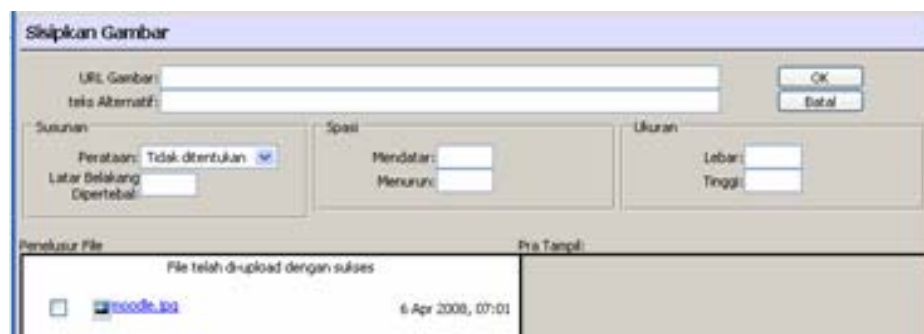 Sisipkan Gambar
URL Gambar:
OK
teks Alternatif:
Batal
Susunan
Spasi
Ukuran
Perataan: Tidak ditentukan
Mendatar:
Lebar:
Latar Belakang
Dipertebal:
Menurun:
Tinggi:
Penelusur File
Pra Tampil:
File telah di-upload dengan sukses
moodle.jpg
6 Apr 2008, 07:01